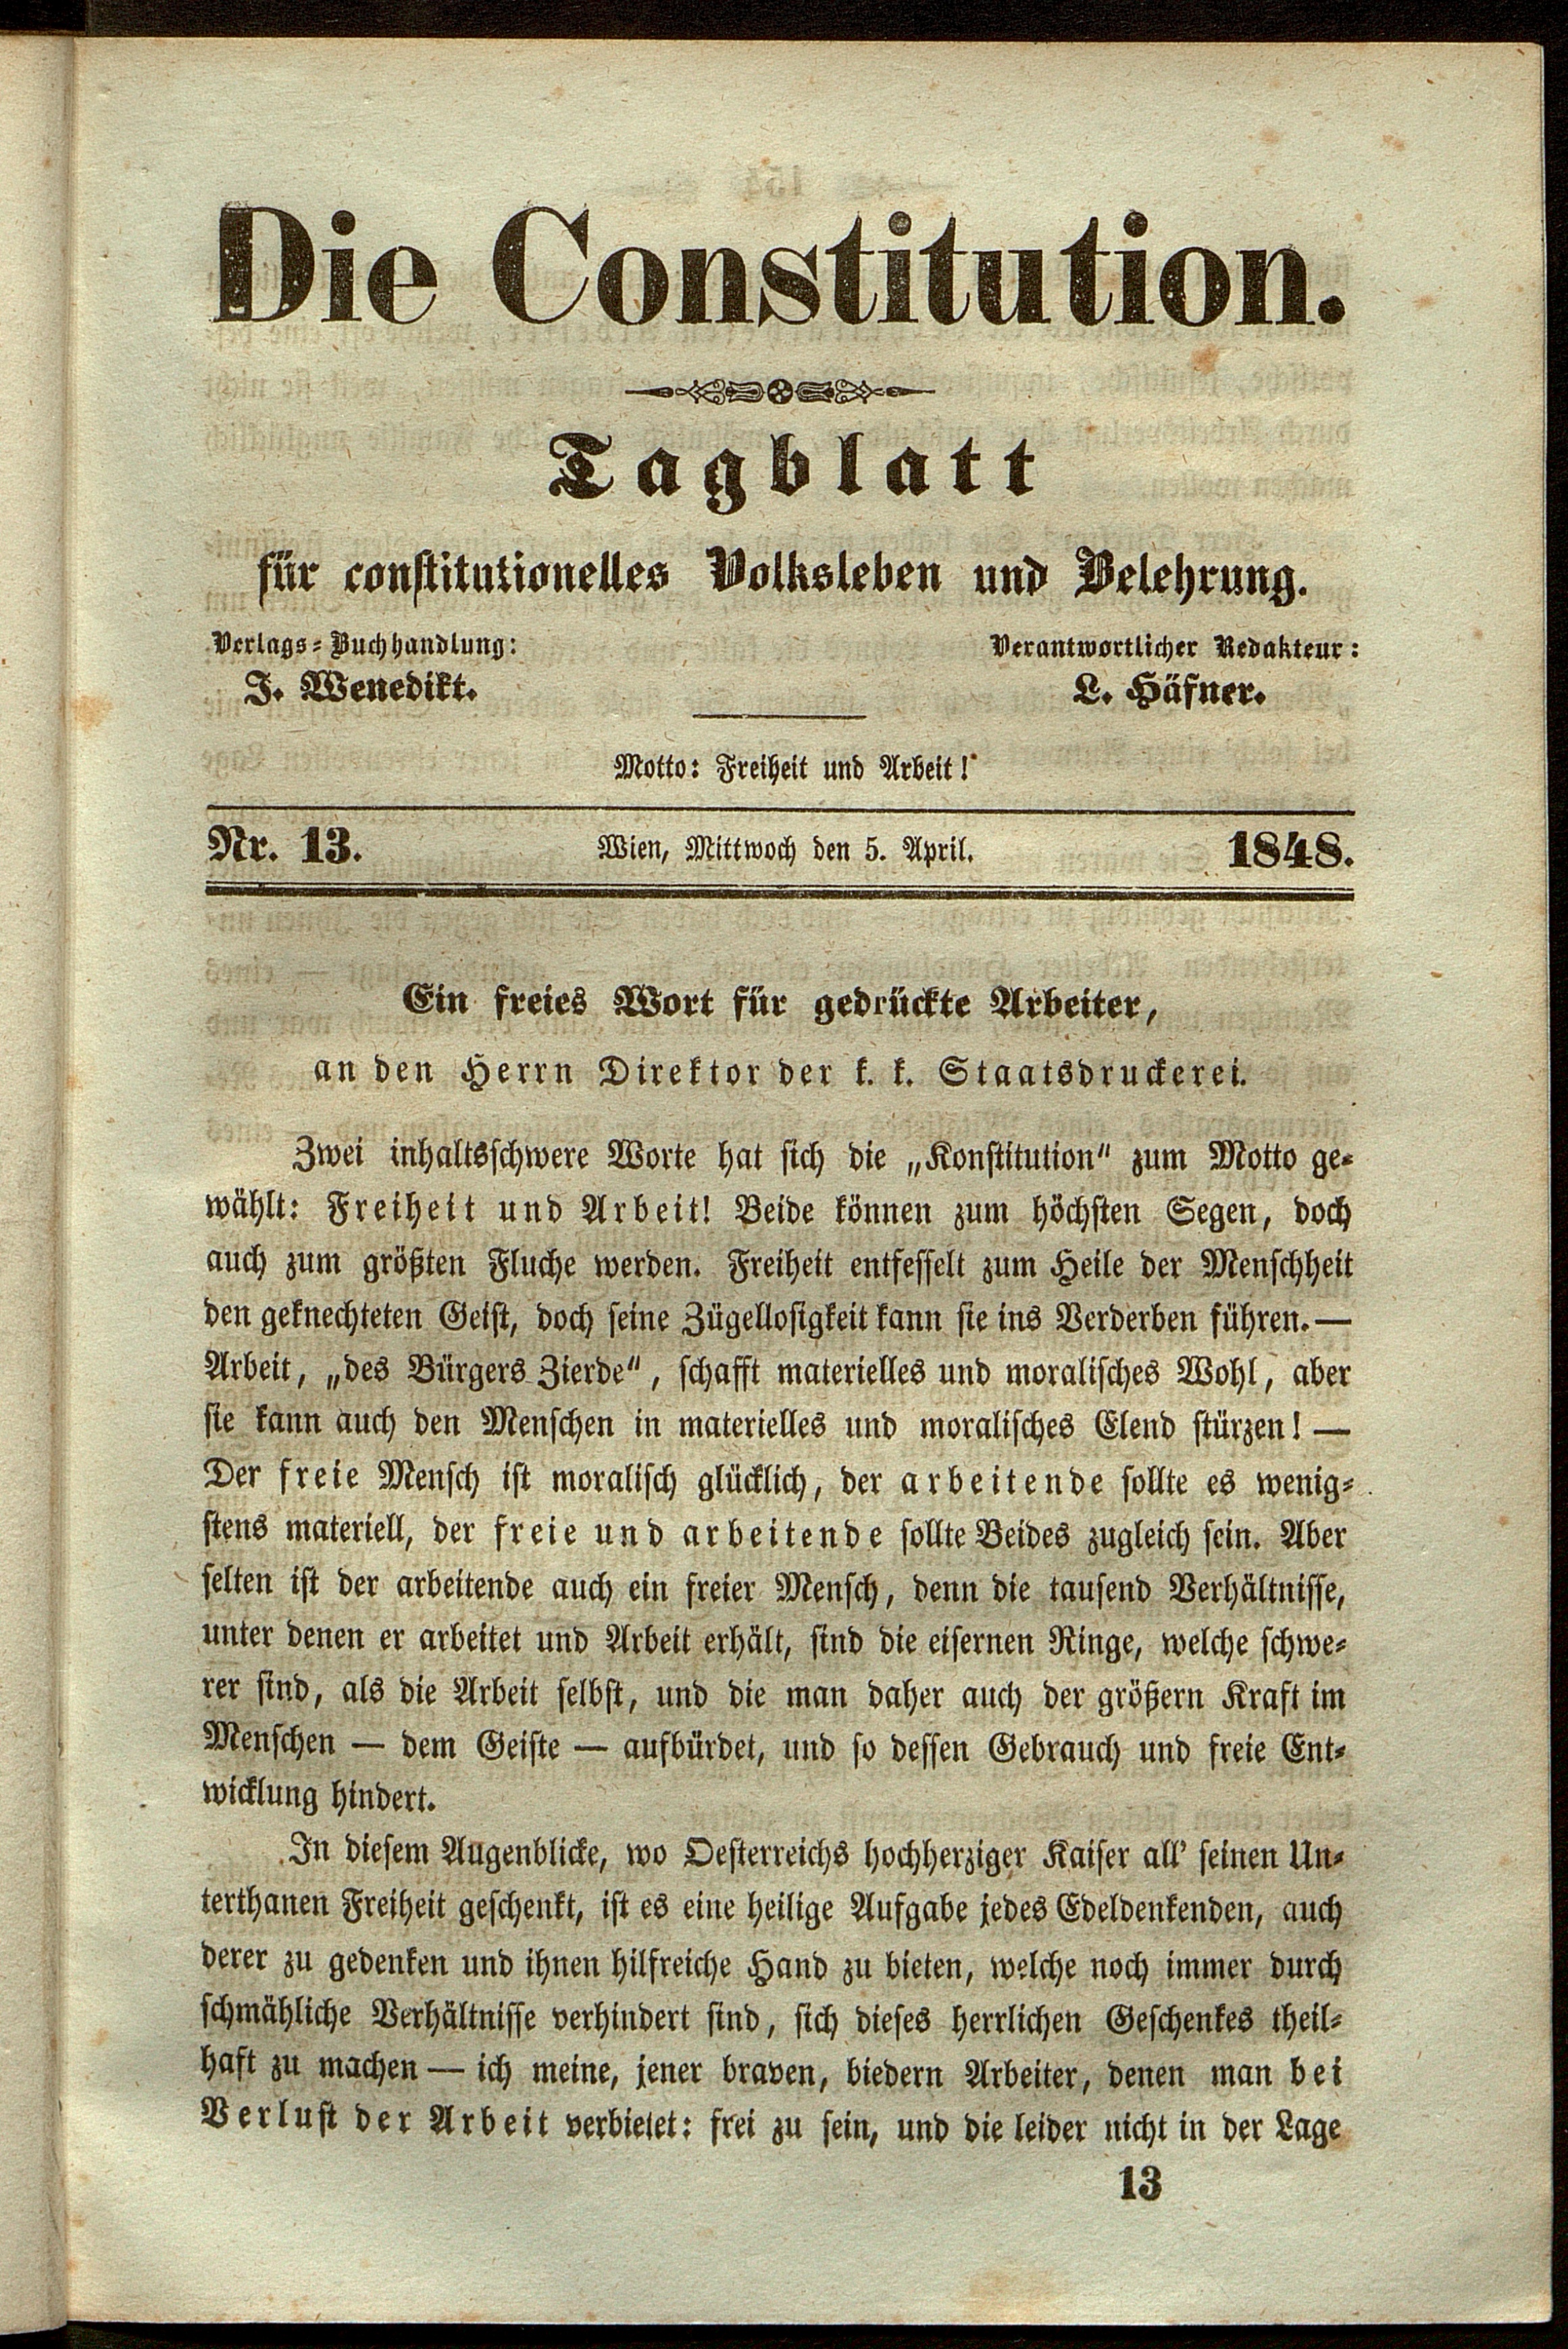 Die Constitution.
Tagblatt
für constitutionelles Volksleben und Belehrung.
Verlags-Buchhandlung:
J. Wenedikt.
Verantwortlicher Redakteur:
L. Häfner.
Motto: Freiheit und Arbeit!
Nr. 13. Wien, Mittwoch den 5. April. 1848.
Ein freies Wort für gedrückte Arbeiter,
an den Herrn Direktor der k. k. Staatsdruckerei.
Zwei inhaltsschwere Worte hat sich die „Konstitution“ zum Motto ge-
wählt: Freiheit und Arbeit! Beide können zum höchsten Segen, doch
auch zum größten Fluche werden. Freiheit entfesselt zum Heile der Menschheit
den geknechteten Geist, doch seine Zügellosigkeit kann sie ins Verderben führen. —
Arbeit, „des Bürgers Zierde“, schafft materielles und moralisches Wohl, aber
sie kann auch den Menschen in materielles und moralisches Elend stürzen! —
Der freie Mensch ist moralisch glücklich, der arbeitende sollte es wenig-
stens materiell, der freie und arbeitende sollte Beides zugleich sein. Aber
selten ist der arbeitende auch ein freier Mensch, denn die tausend Verhältnisse,
unter denen er arbeitet und Arbeit erhält, sind die eisernen Ringe, welche schwe-
rer sind, als die Arbeit selbst, und die man daher auch der größern Kraft im
Menschen — dem Geiste — aufbürdet, und so dessen Gebrauch und freie Ent-
wicklung hindert.
In diesem Augenblicke, wo Oesterreichs hochherziger Kaiser all' seinen Un-
terthanen Freiheit geschenkt, ist es eine heilige Aufgabe jedes Edeldenkenden, auch
derer zu gedenken und ihnen hilfreiche Hand zu bieten, welche noch immer durch
schmähliche Verhältnisse verhindert sind, sich dieses herrlichen Geschenkes theil-
haft zu machen — ich meine, jener braven, biedern Arbeiter, denen man bei
Verlust der Arbeit verbietet: frei zu sein, und die leider nicht in der Lage
13